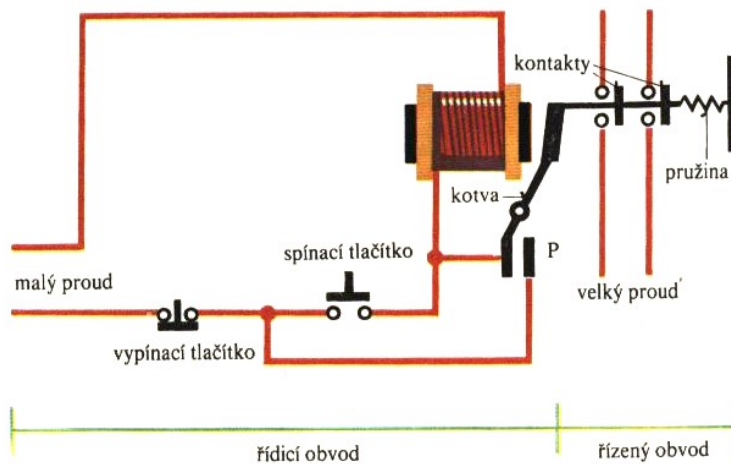 kontakty
pružina
kotva
P
spínací tlačítko
malý proud
velký proud
vypínací tlačítko
řídicí obvod
řízený obvod